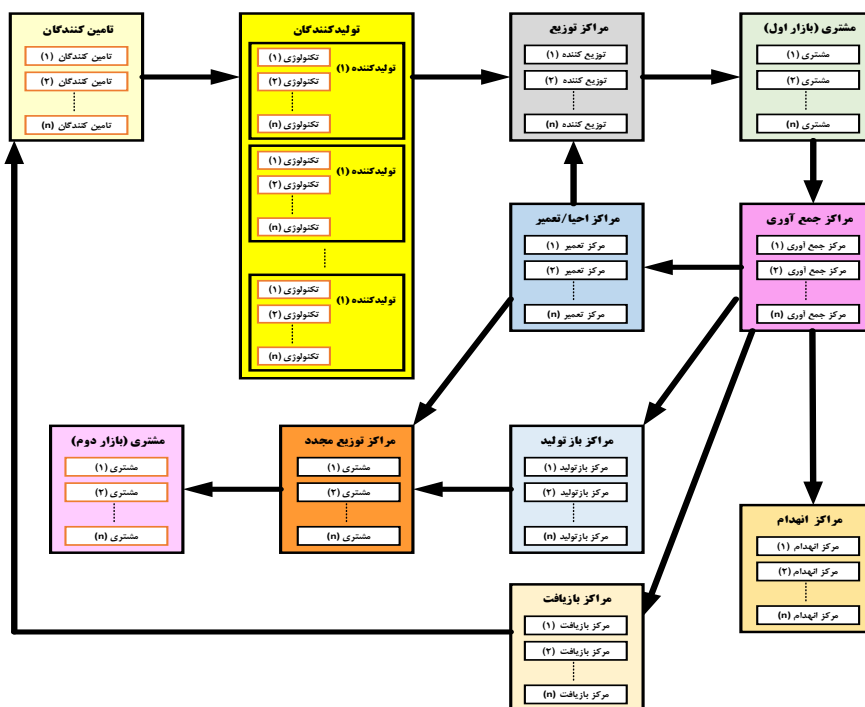 تامین کنندگان
تامین کنندگان (۱)
تامین کنندگان (۲)
تامین کنندگان (n)
تولیدکنندگان
تولیدکننده (۱)
تکنولوژی (۱)
تکنولوژی (۲)
تکنولوژی (n)
تولیدکننده (۱)
تکنولوژی (۱)
تکنولوژی (۲)
تکنولوژی (n)
تولیدکننده (۱)
تکنولوژی (۱)
تکنولوژی (۲)
تکنولوژی (n)
مراکز توزیع
توزیع کننده (۱)
توزیع کننده (۲)
توزیع کننده (n)
مشتری (بازار اول)
مشتری (۱)
مشتری (۲)
مشتری (n)
مراکز احیا/تعمیر
مرکز تعمیر (۱)
مرکز تعمیر (۲)
مرکز تعمیر (n)
مراکز جمع آوری
مرکز جمع آوری (۱)
مرکز جمع آوری (۲)
مرکز جمع آوری (n)
مشتری (بازار دوم)
مشتری (۱)
مشتری (۲)
مشتری (n)
مراکز توزیع مجدد
مشتری (۱)
مشتری (۲)
مشتری (n)
مراکز باز تولید
مرکز بازتولید (۱)
مرکز بازتولید (۲)
مرکز بازتولید (n)
مراکز انهدام
مرکز انهدام (۱)
مرکز انهدام (۲)
مرکز انهدام (n)
مراکز بازیافت
مرکز بازیافت (۱)
مرکز بازیافت (۲)
مرکز بازیافت (n)